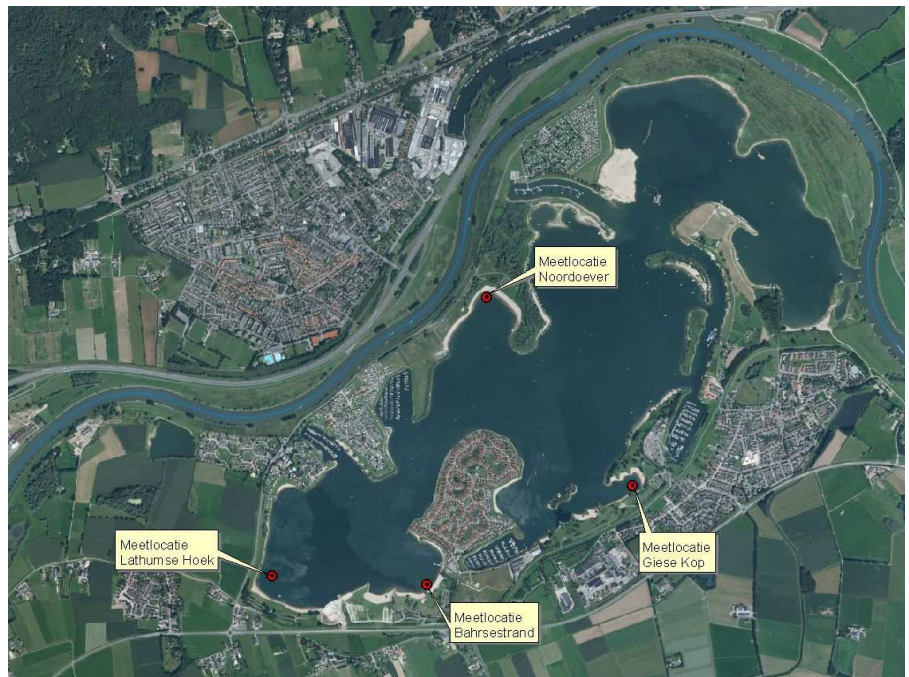 Meetlocatie
Noordoever
Meetlocatie
Lathumse Hoek
Meetlocatie
Giese Kop
Meetlocatie
Bahrsestrand